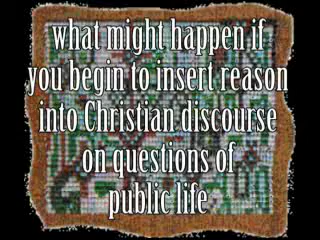 what might happen if
you begin to insert reason
into Christian discourse
on questions of
public life